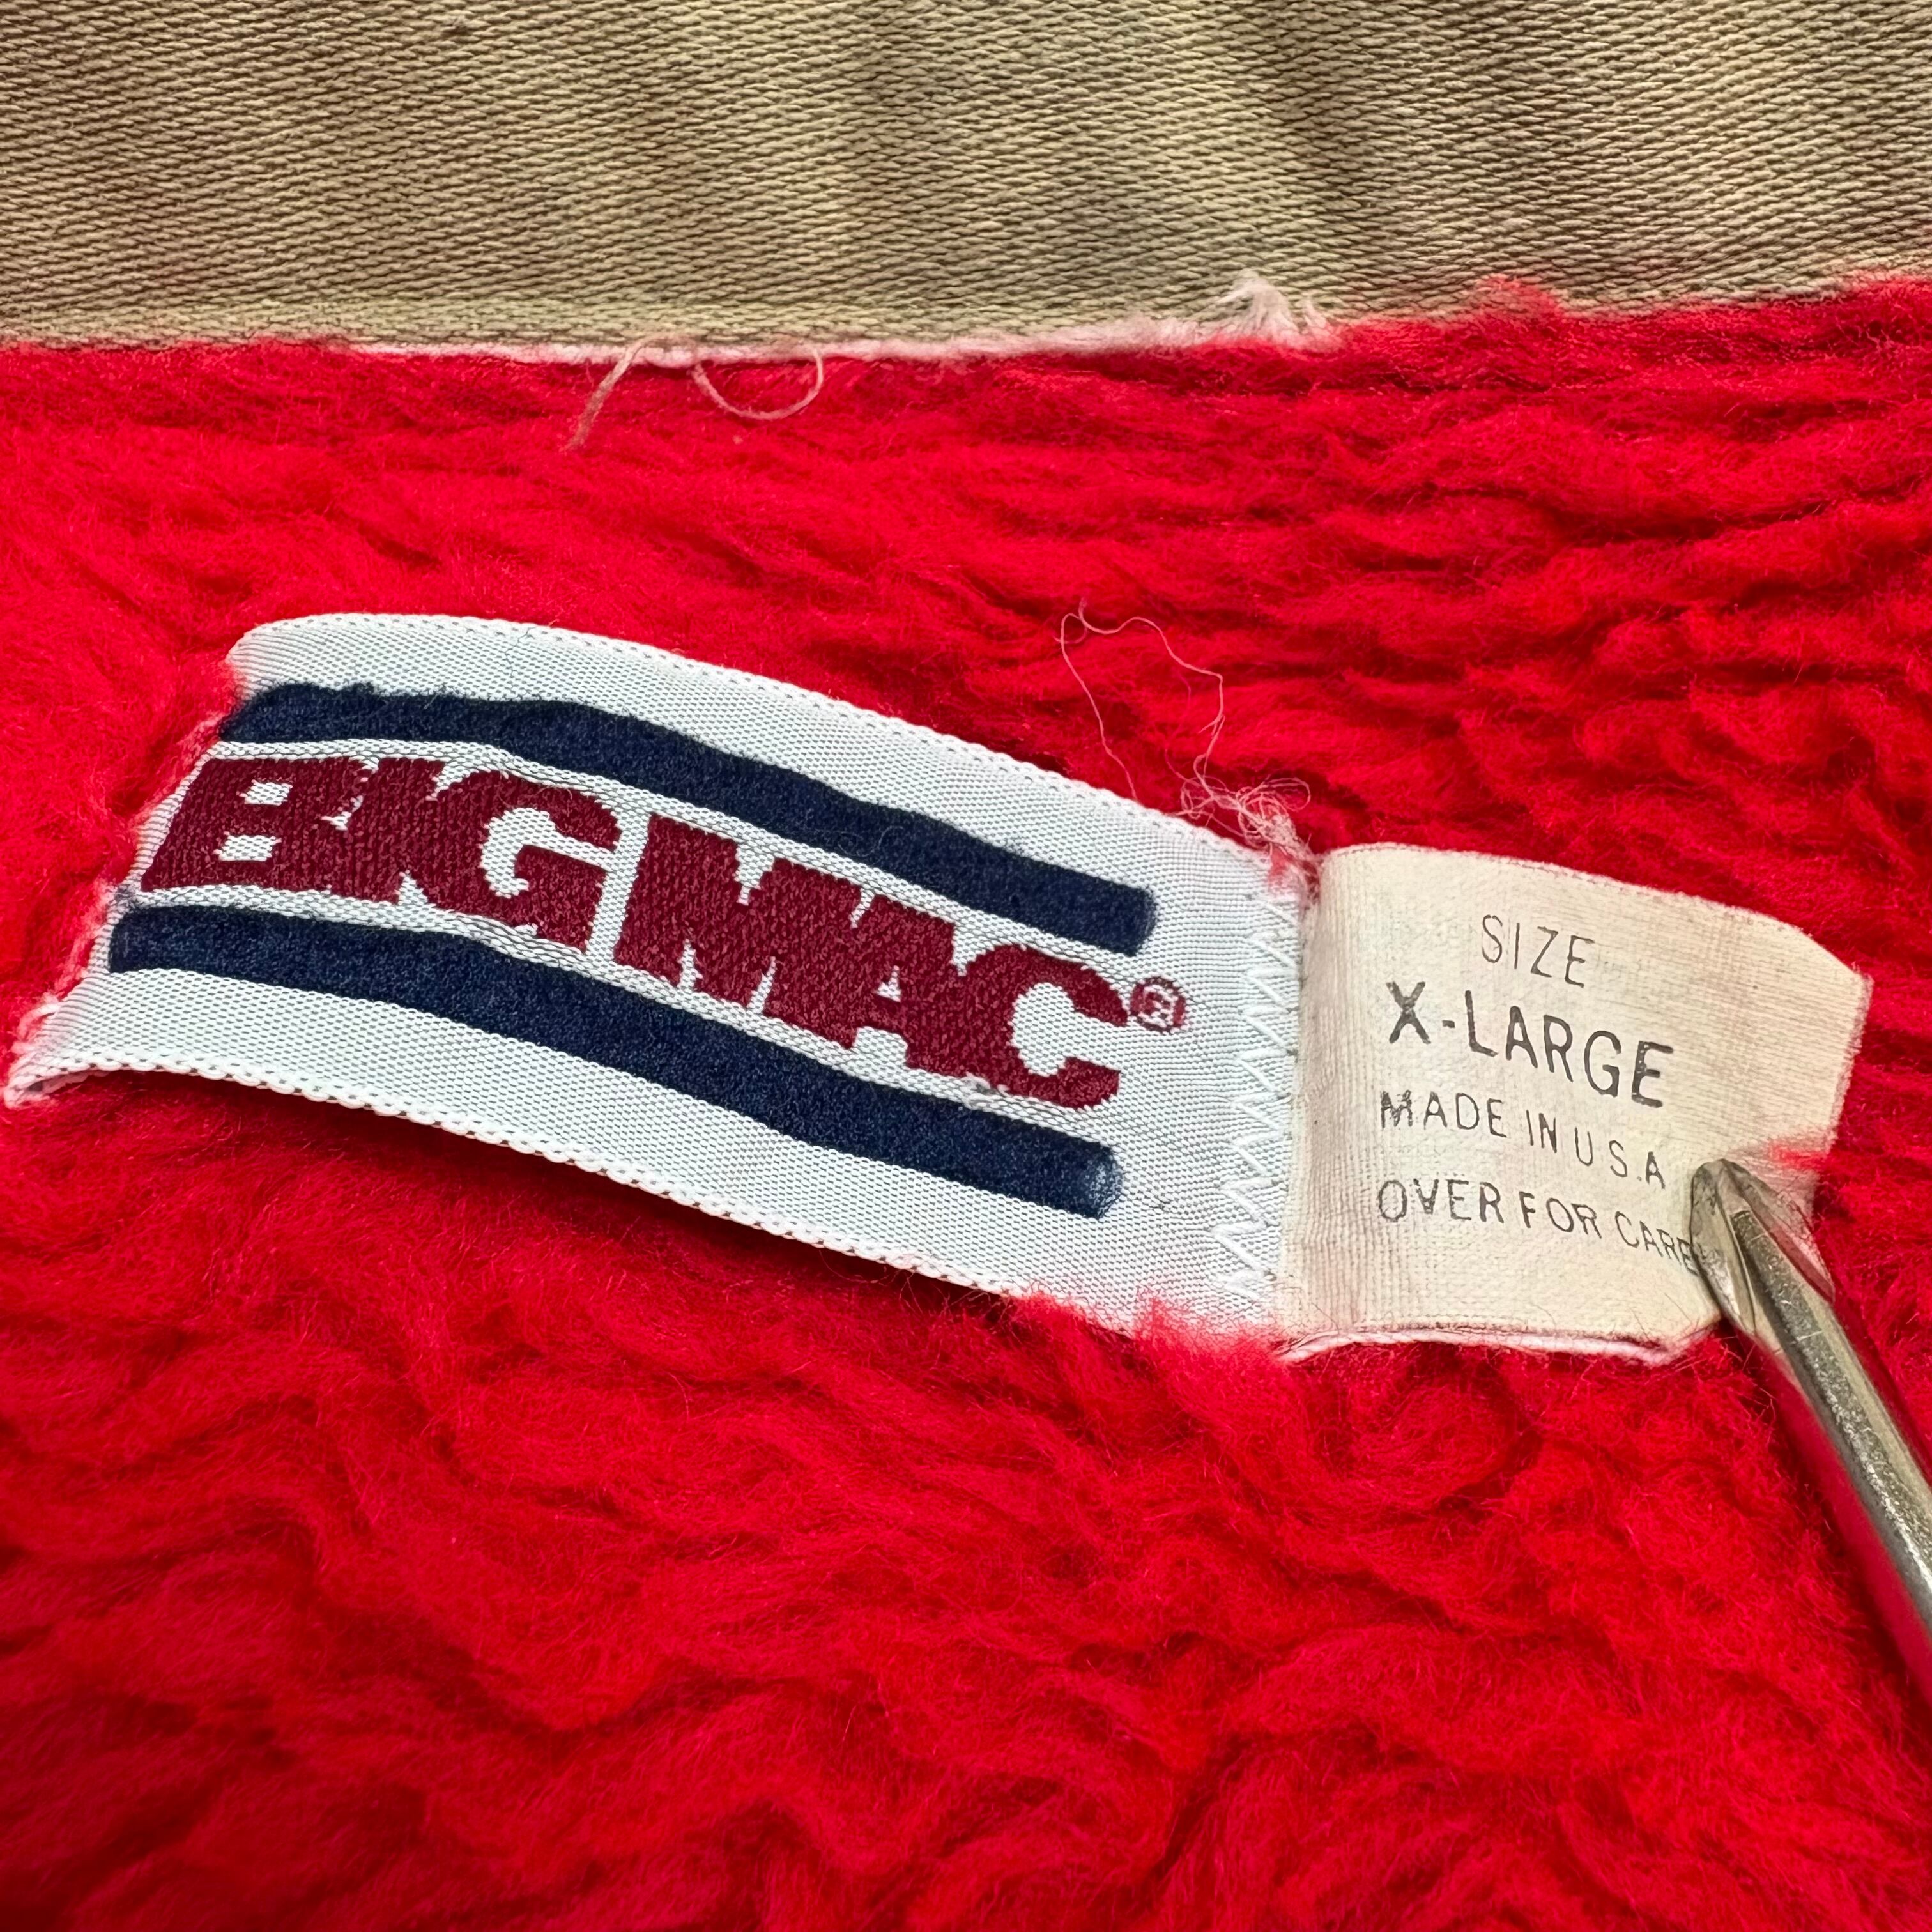 BIG MAC®
SIZE
X-LARGE
MADE IN U.S.A
OVER FOR CARE